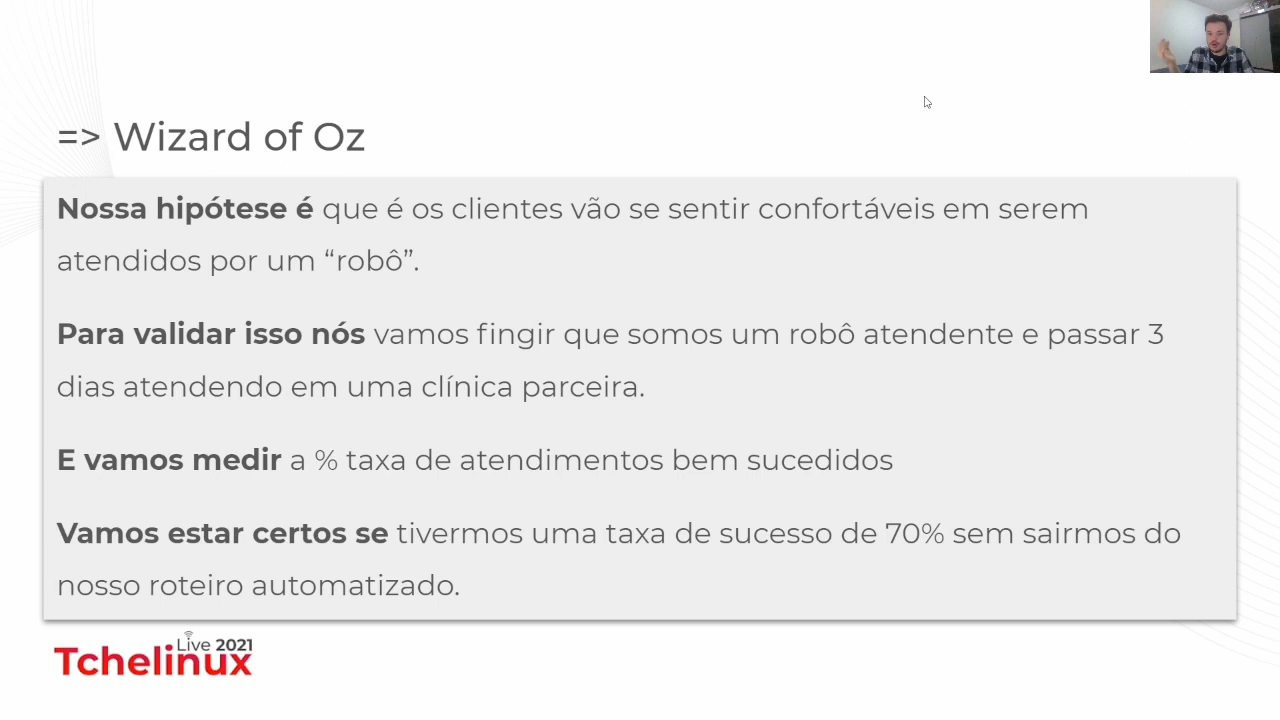 => Wizard of Oz
Nossa hipótese é que é os clientes vão se sentir confortáveis em serem
atendidos por um “robô”.
Para validar isso nós vamos fingir que somos um robô atendente e passar 3
dias atendendo em uma clínica parceira.
E vamos medir a % taxa de atendimentos bem sucedidos
Vamos estar certos se tivermos uma taxa de sucesso de 70% sem sairmos do
nosso roteiro automatizado.
Live 2021
Tchelinux